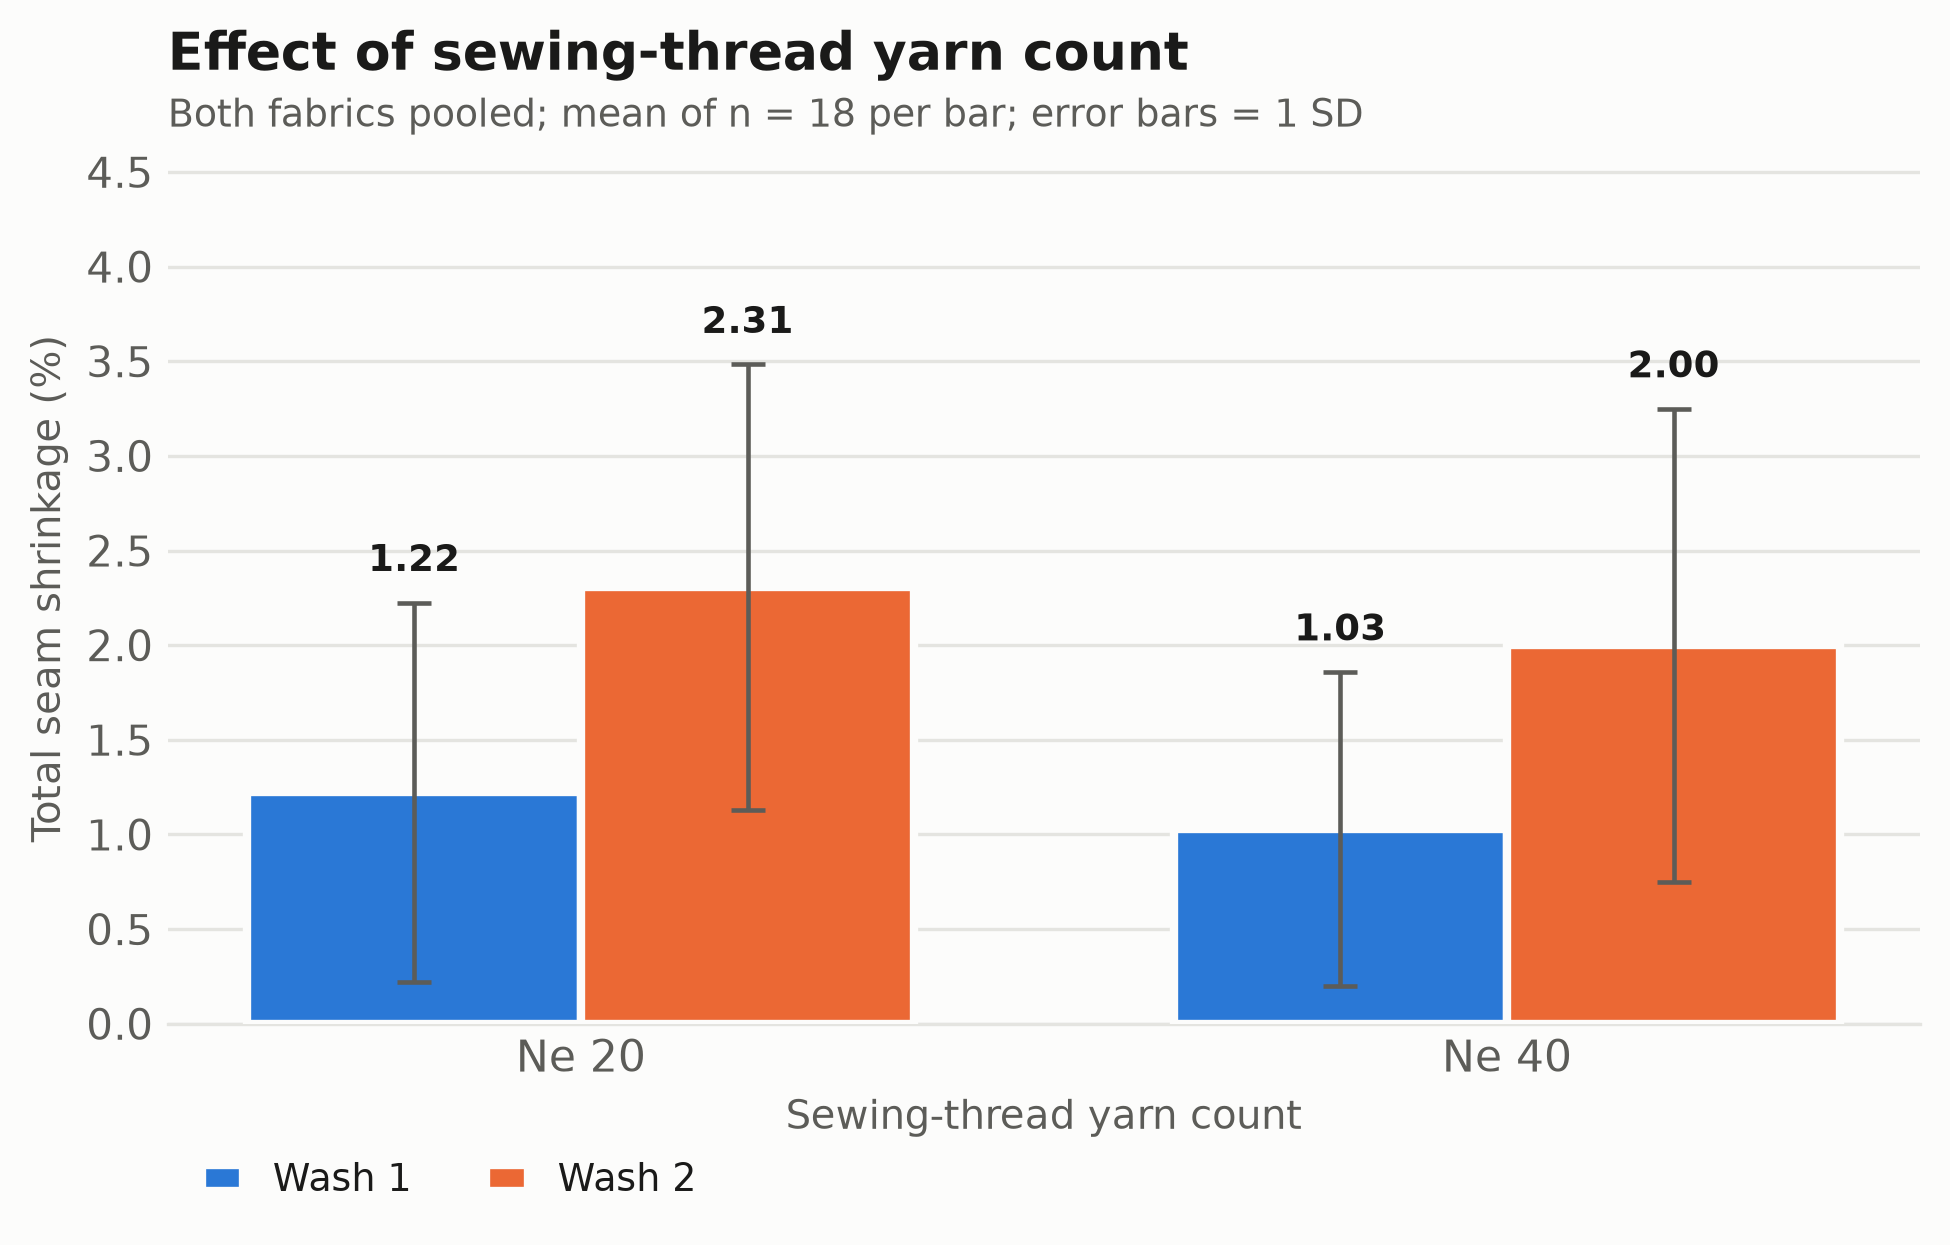 Effect of sewing-thread yarn count
Both fabrics pooled; mean of n = 18 per bar; error bars = 1 SD
Total seam shrinkage (%)
4.5
4.0
3.5
3.0
2.5
2.0
1.5
1.0
0.5
0.0
1.22
2.31
1.03
2.00
Ne 20
Ne 40
Sewing-thread yarn count
Wash 1
Wash 2